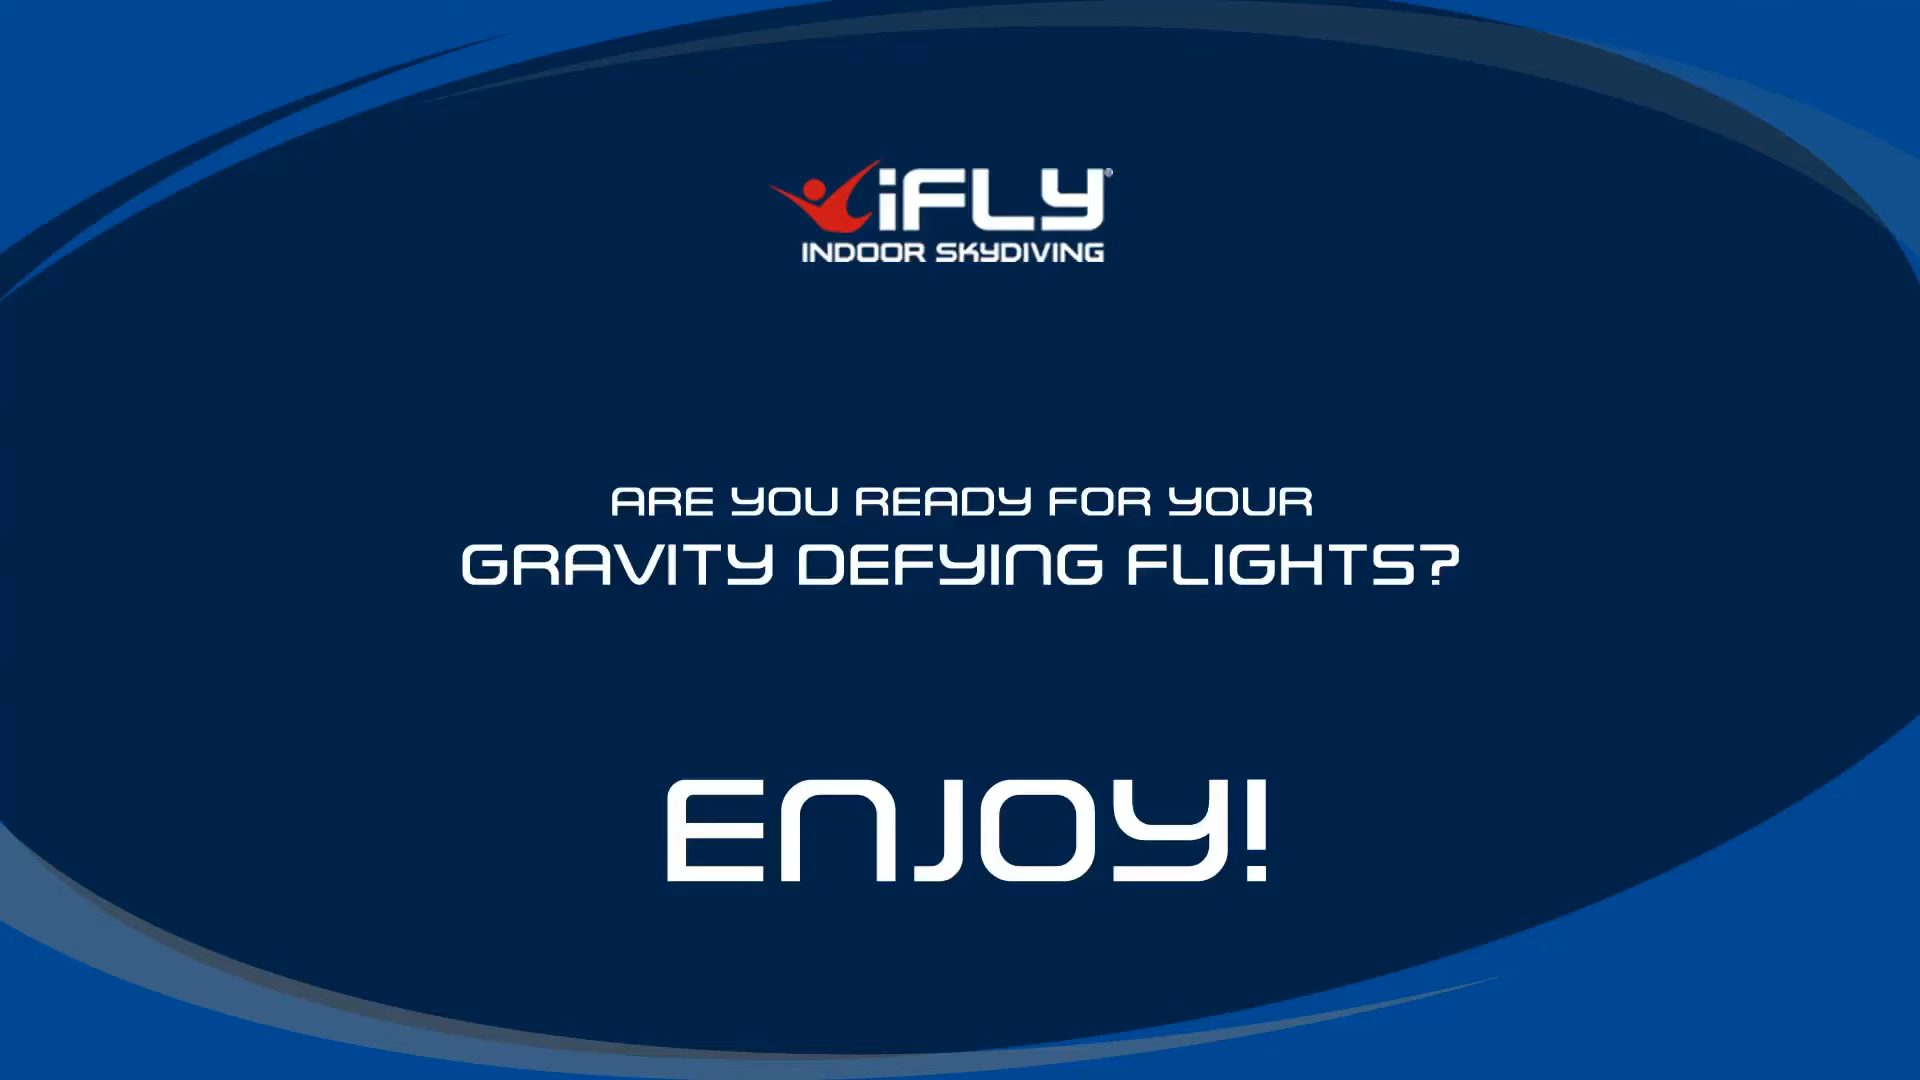 iFLY®
INDOOR SKYDIVING
ARE YOU READY FOR YOUR
GRAVITY DEFYING FLIGHTS?
ENJOY!